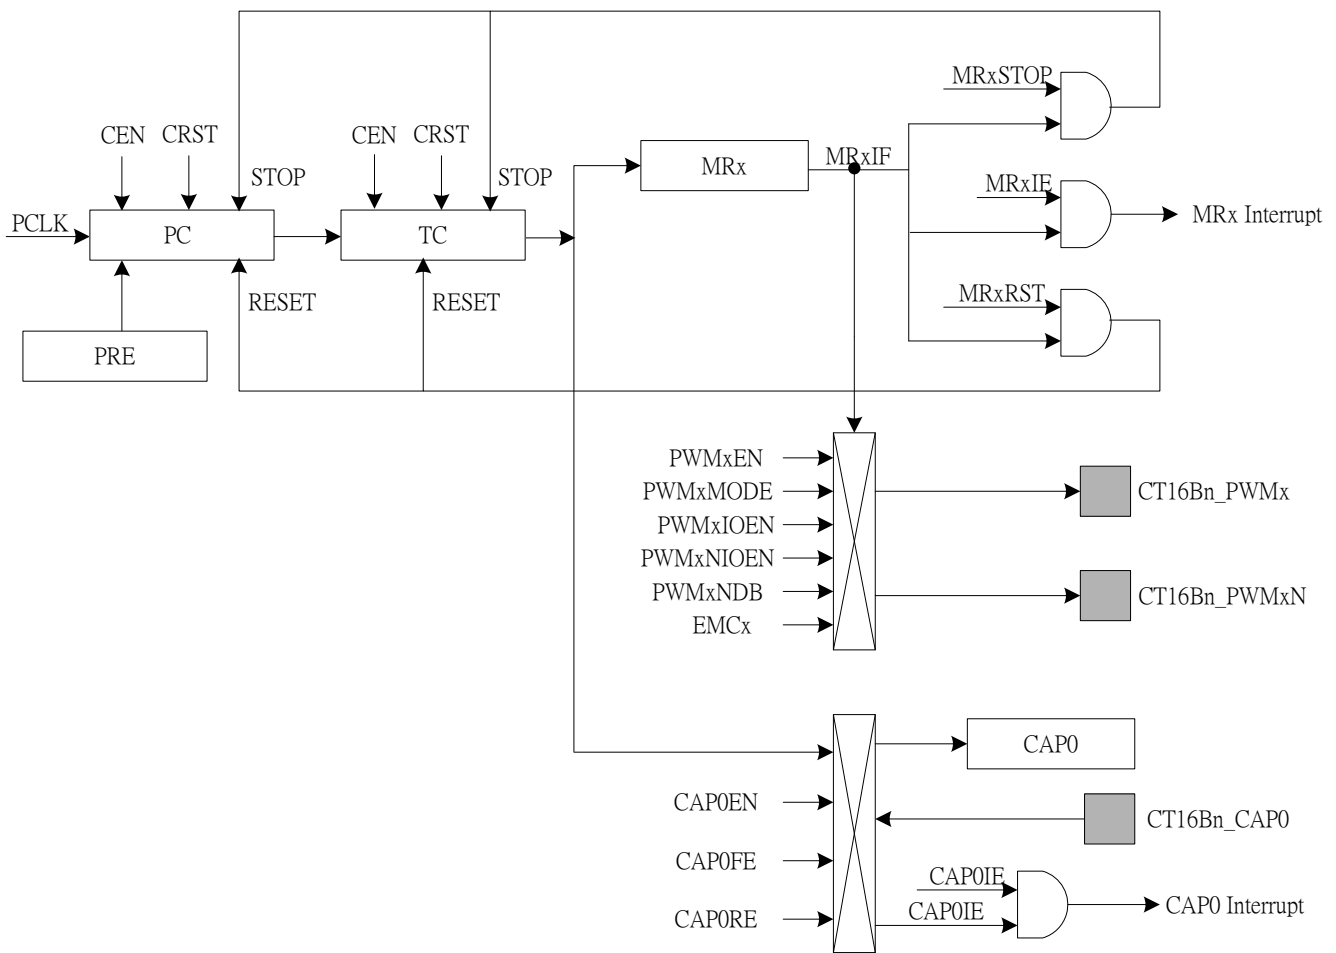 MRxSTOP
CEN
CRST
CEN
CRST
MRxIF
MRx
STOP
STOP
MRxIE
PCLK
PC
TC
MRx Interrupt
RESET
RESET
MRxRST
PRE
PWMxEN
PWMxMODE
CT16Bn_PWMx
PWMxIOEN
PWMxNIOEN
PWMxNDB
CT16Bn_PWMxN
EMCx
CAP0
CAP0EN
CT16Bn_CAP0
CAP0FE
CAP0IE
CAP0IE
CAP0 Interrupt
CAP0RE